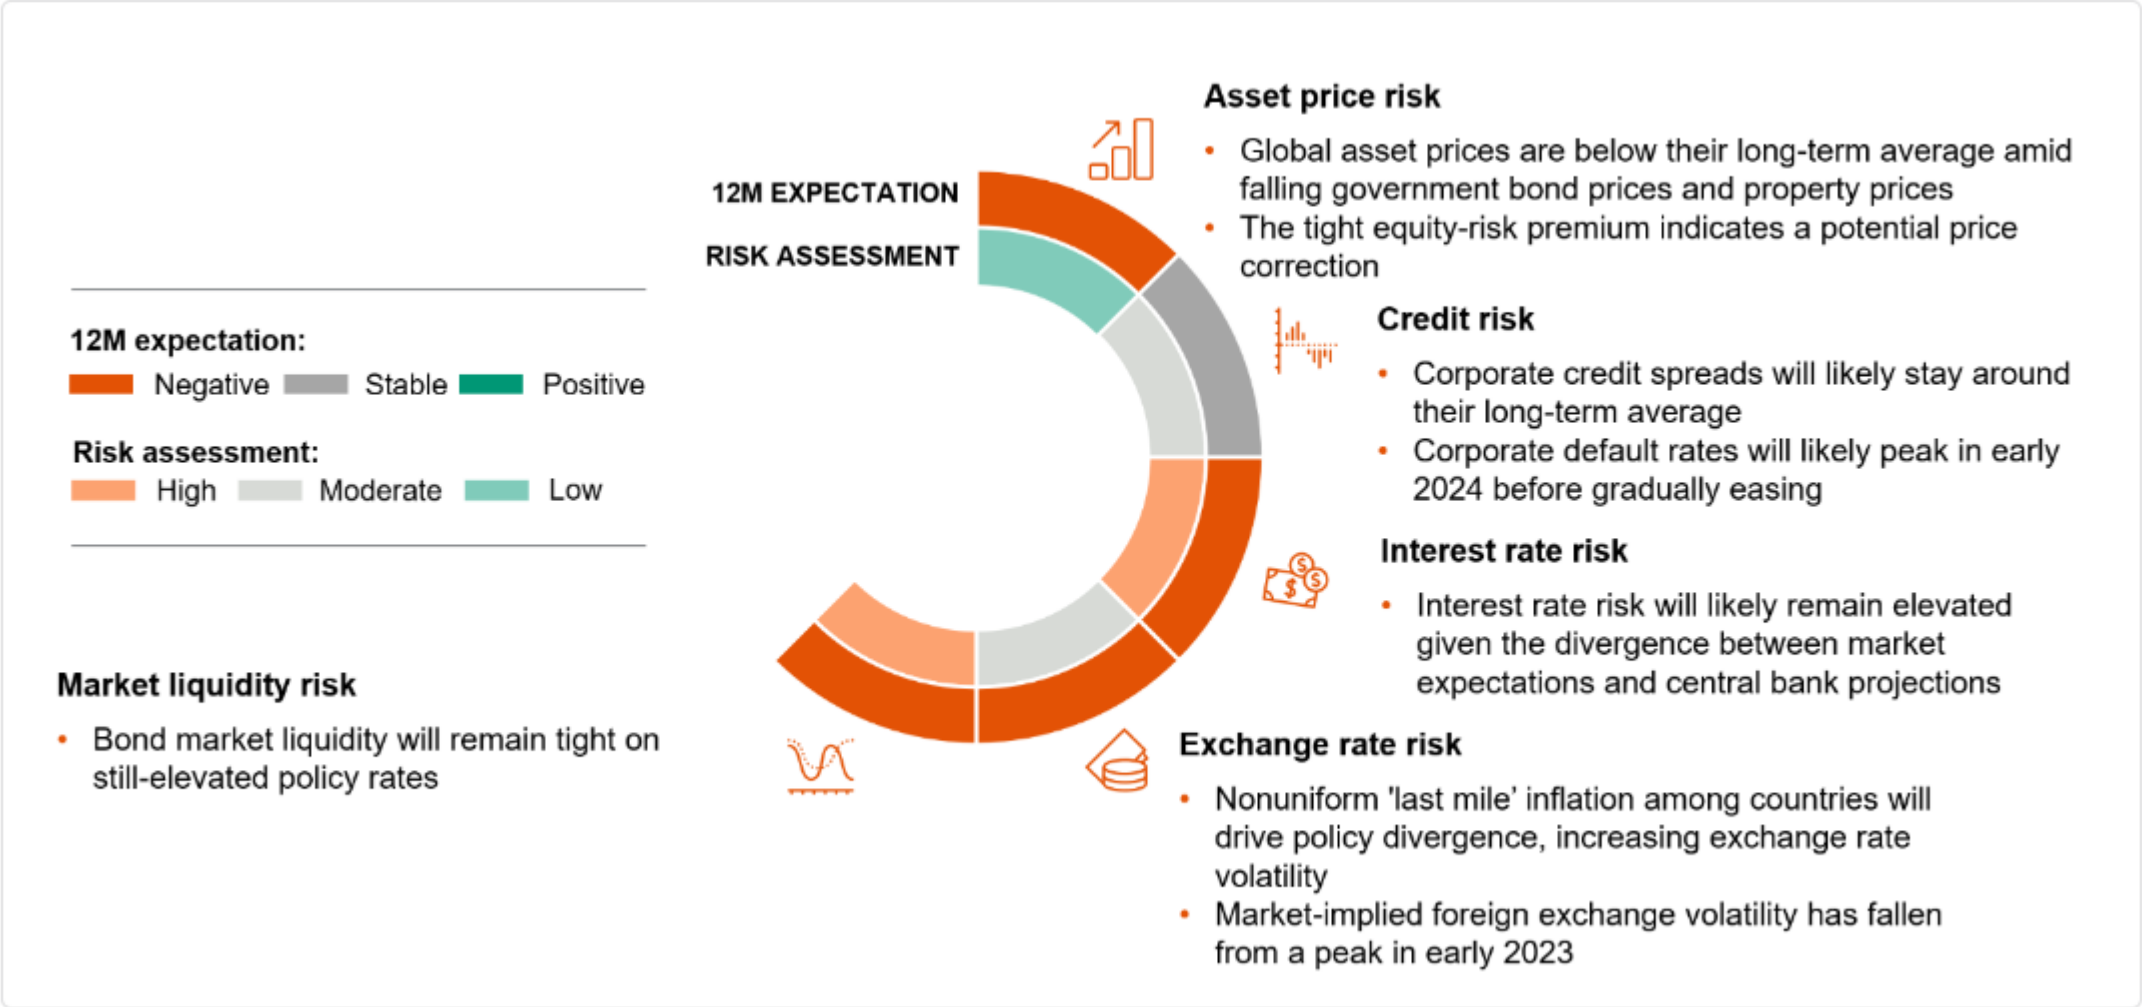 Asset price risk
• Global asset prices are below their long-term average amid
falling government bond prices and property prices
• The tight equity-risk premium indicates a potential price
correction
12M EXPECTATION
RISK ASSESSMENT
Credit risk
• Corporate credit spreads will likely stay around
their long-term average
• Corporate default rates will likely peak in early
2024 before gradually easing
12M expectation:
Negative Stable Positive
Risk assessment:
High Moderate Low
Interest rate risk
• Interest rate risk will likely remain elevated
given the divergence between market
expectations and central bank projections
$ $ $
Market liquidity risk
• Bond market liquidity will remain tight on
still-elevated policy rates
Exchange rate risk
• Nonuniform 'last mile’ inflation among countries will
drive policy divergence, increasing exchange rate
volatility
• Market-implied foreign exchange volatility has fallen
from a peak in early 2023